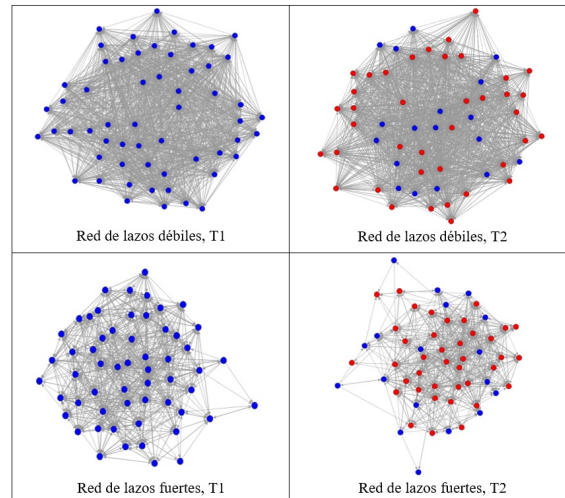 Red de lazos débiles, T1
Red de lazos débiles, T2
Red de lazos fuertes, T1
Red de lazos fuertes, T2